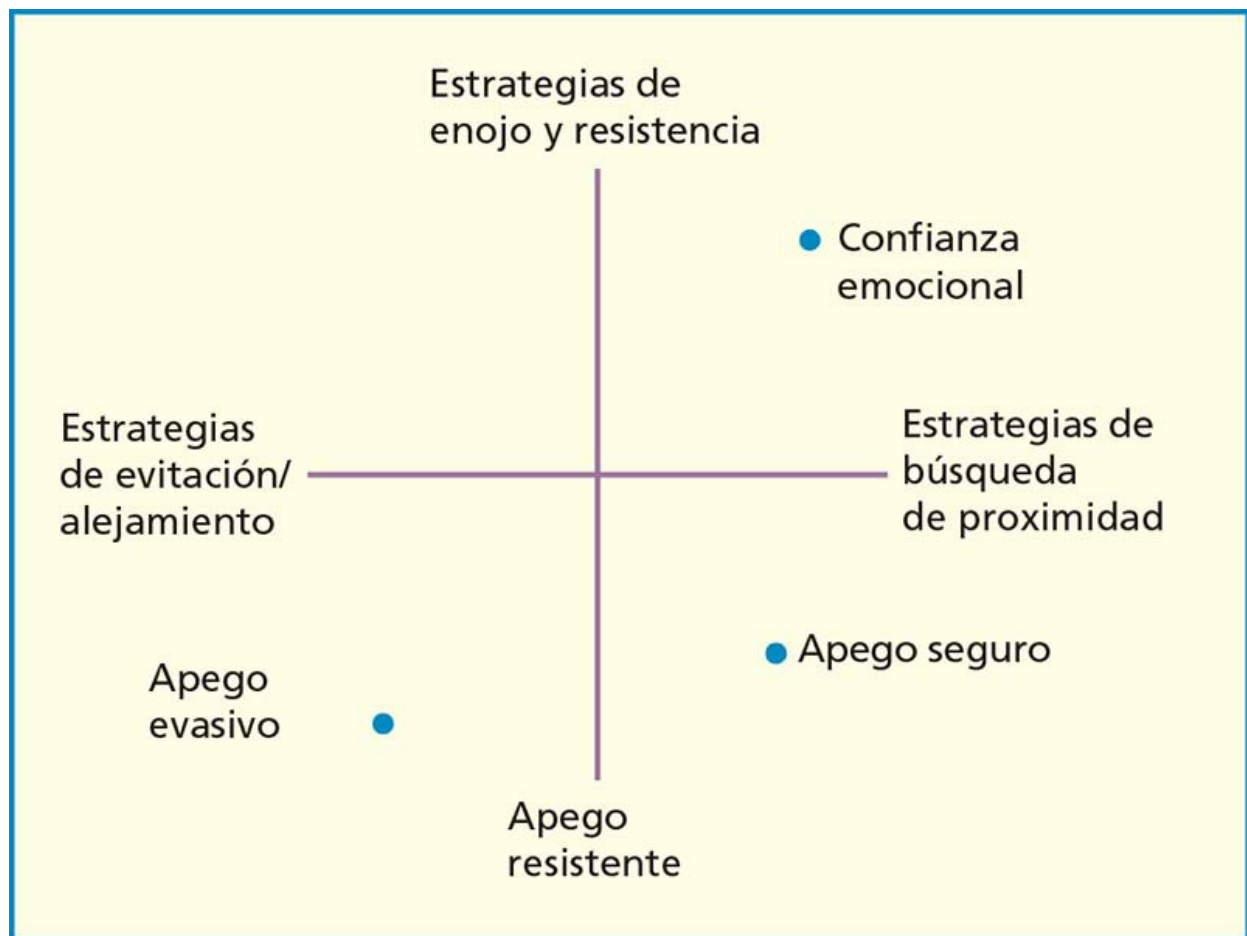 Estrategias de
enojo y resistencia
Confianza
emocional
Estrategias
de evitación/
alejamiento
Estrategias de
búsqueda
de proximidad
Apego seguro
Apego
evasivo
Apego
resistente